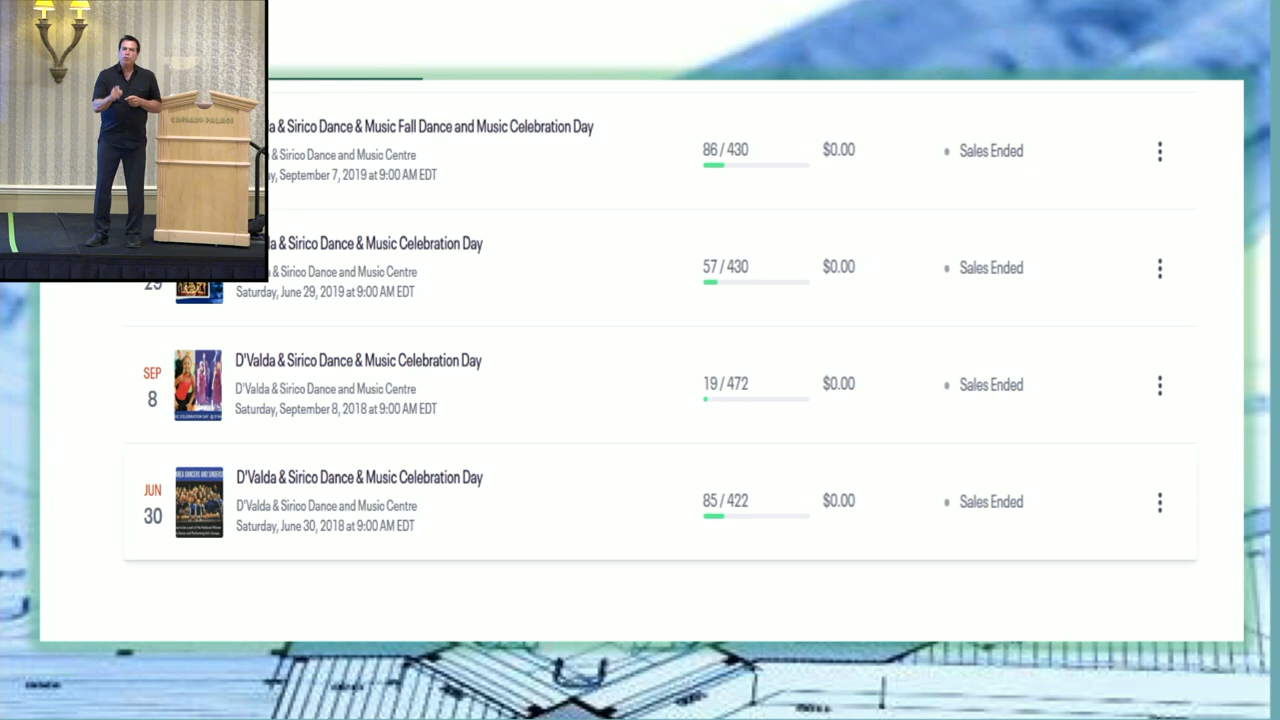 CAESARS PALACE
a & Sirico Dance & Music Fall Dance and Music Celebration Day
& Sirico Dance and Music Centre
y, September 7, 2019 at 9:00 AM EDT
86 / 430
$0.00
Sales Ended
a & Sirico Dance & Music Celebration Day
& Sirico Dance and Music Centre
Saturday, June 29, 2019 at 9:00 AM EDT
29
57 / 430
$0.00
Sales Ended
SEP
8
D'Valda & Sirico Dance & Music Celebration Day
D'Valda & Sirico Dance and Music Centre
Saturday, September 8, 2018 at 9:00 AM EDT
19 / 472
$0.00
Sales Ended
JUN
30
D'Valda & Sirico Dance & Music Celebration Day
D'Valda & Sirico Dance and Music Centre
Saturday, June 30, 2018 at 9:00 AM EDT
85 / 422
$0.00
Sales Ended